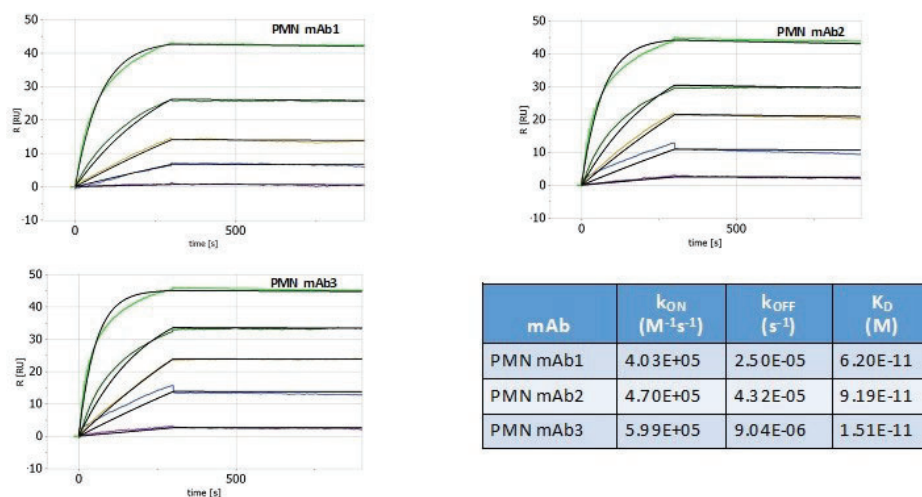 PMN mAb1
50
40
30
20
10
0
-10
R [RU]
0 500
time [s]
PMN mAb2
50
40
30
20
10
0
-10
R [RU]
0 500
time [s]
PMN mAb3
50
40
30
20
10
0
-10
R [RU]
0 500
time [s]
mAb kON (M⁻¹s⁻¹) kOFF (s⁻¹) KD (M)
PMN mAb1 4.03E+05 2.50E-05 6.20E-11
PMN mAb2 4.70E+05 4.32E-05 9.19E-11
PMN mAb3 5.99E+05 9.04E-06 1.51E-11